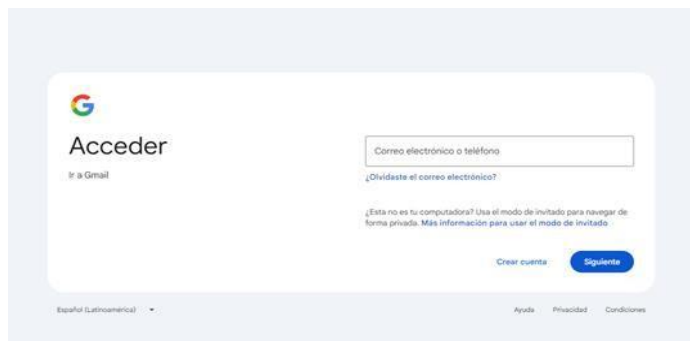 Acceder
Ir a Gmail
Correo electrónico o teléfono
¿Olvidaste el correo electrónico?
¿Esta no es tu computadora? Usa el modo de invitado para navegar de
forma privada. Más información para usar el modo de invitado
Crear cuenta
Siguiente
Español (Latinoamérica)
Ayuda
Privacidad
Condiciones